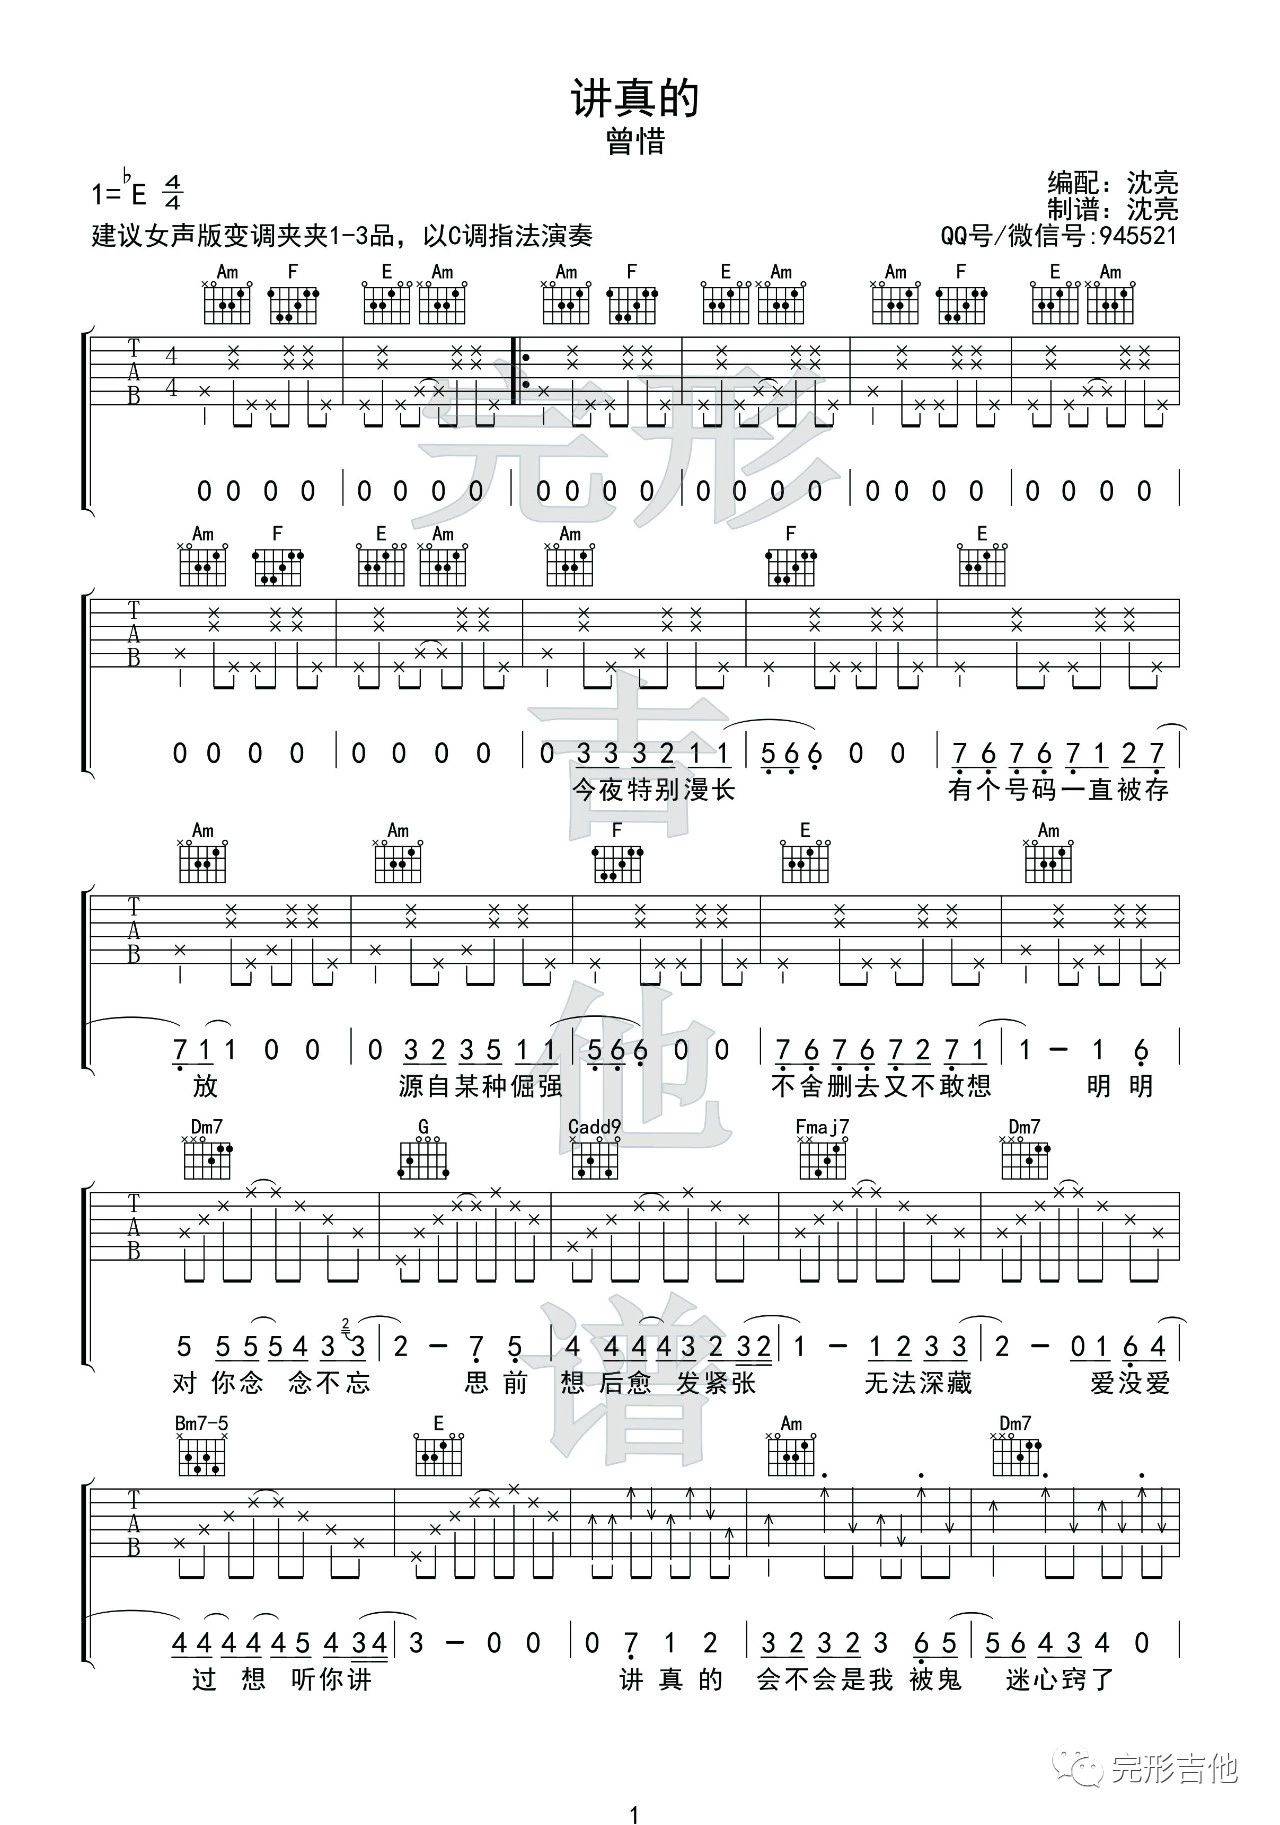 讲真的
曾惜
1=♭E 4/4
编配：沈亮
制谱：沈亮
建议女声版变调夹夹1-3品，以C调指法演奏
QQ号/微信号:945521
Am F E Am Am F E Am Am F E Am
T A B 4 4
0 0 0 0 | 0 0 0 0 | 0 0 0 0 | 0 0 0 0 | 0 0 0 0 | 0 0 0 0 |
Am F E Am Am F E
T A B
0 0 0 0 | 0 0 0 0 | 0 3 3 3 2 1 1 | 5 6 6 0 0 | 7 6 7 6 7 1 2 7 |
今夜特别漫长 有个号码一直被存
Am Am F E Am
T A B
7 1 1 0 0 | 0 3 2 3 5 1 1 | 5 6 6 0 0 | 7 6 7 6 7 2 7 1 | 1 – 1 6 |
放 源自某种倔强 不舍删去又不敢想 明明
Dm7 G Cadd9 Fmaj7 Dm7
T A B
5 5 5 5 4 3 2 3 | 2 – 7 5 | 4 4 4 4 3 2 3 2 | 1 – 1 2 3 3 | 2 – 0 1 6 4 |
对你念 念不忘 思前 想后愈 发紧张 无法深藏 爱没爱
Bm7-5 E Am Dm7
T A B
4 4 4 4 4 5 4 3 4 | 3 – 0 0 | 0 7 1 2 | 3 2 3 2 3 6 5 | 5 6 4 3 4 0 |
过 想 听你讲 讲真的 会不会是我 被鬼 迷心窍了
完形吉他谱
完形吉他
1